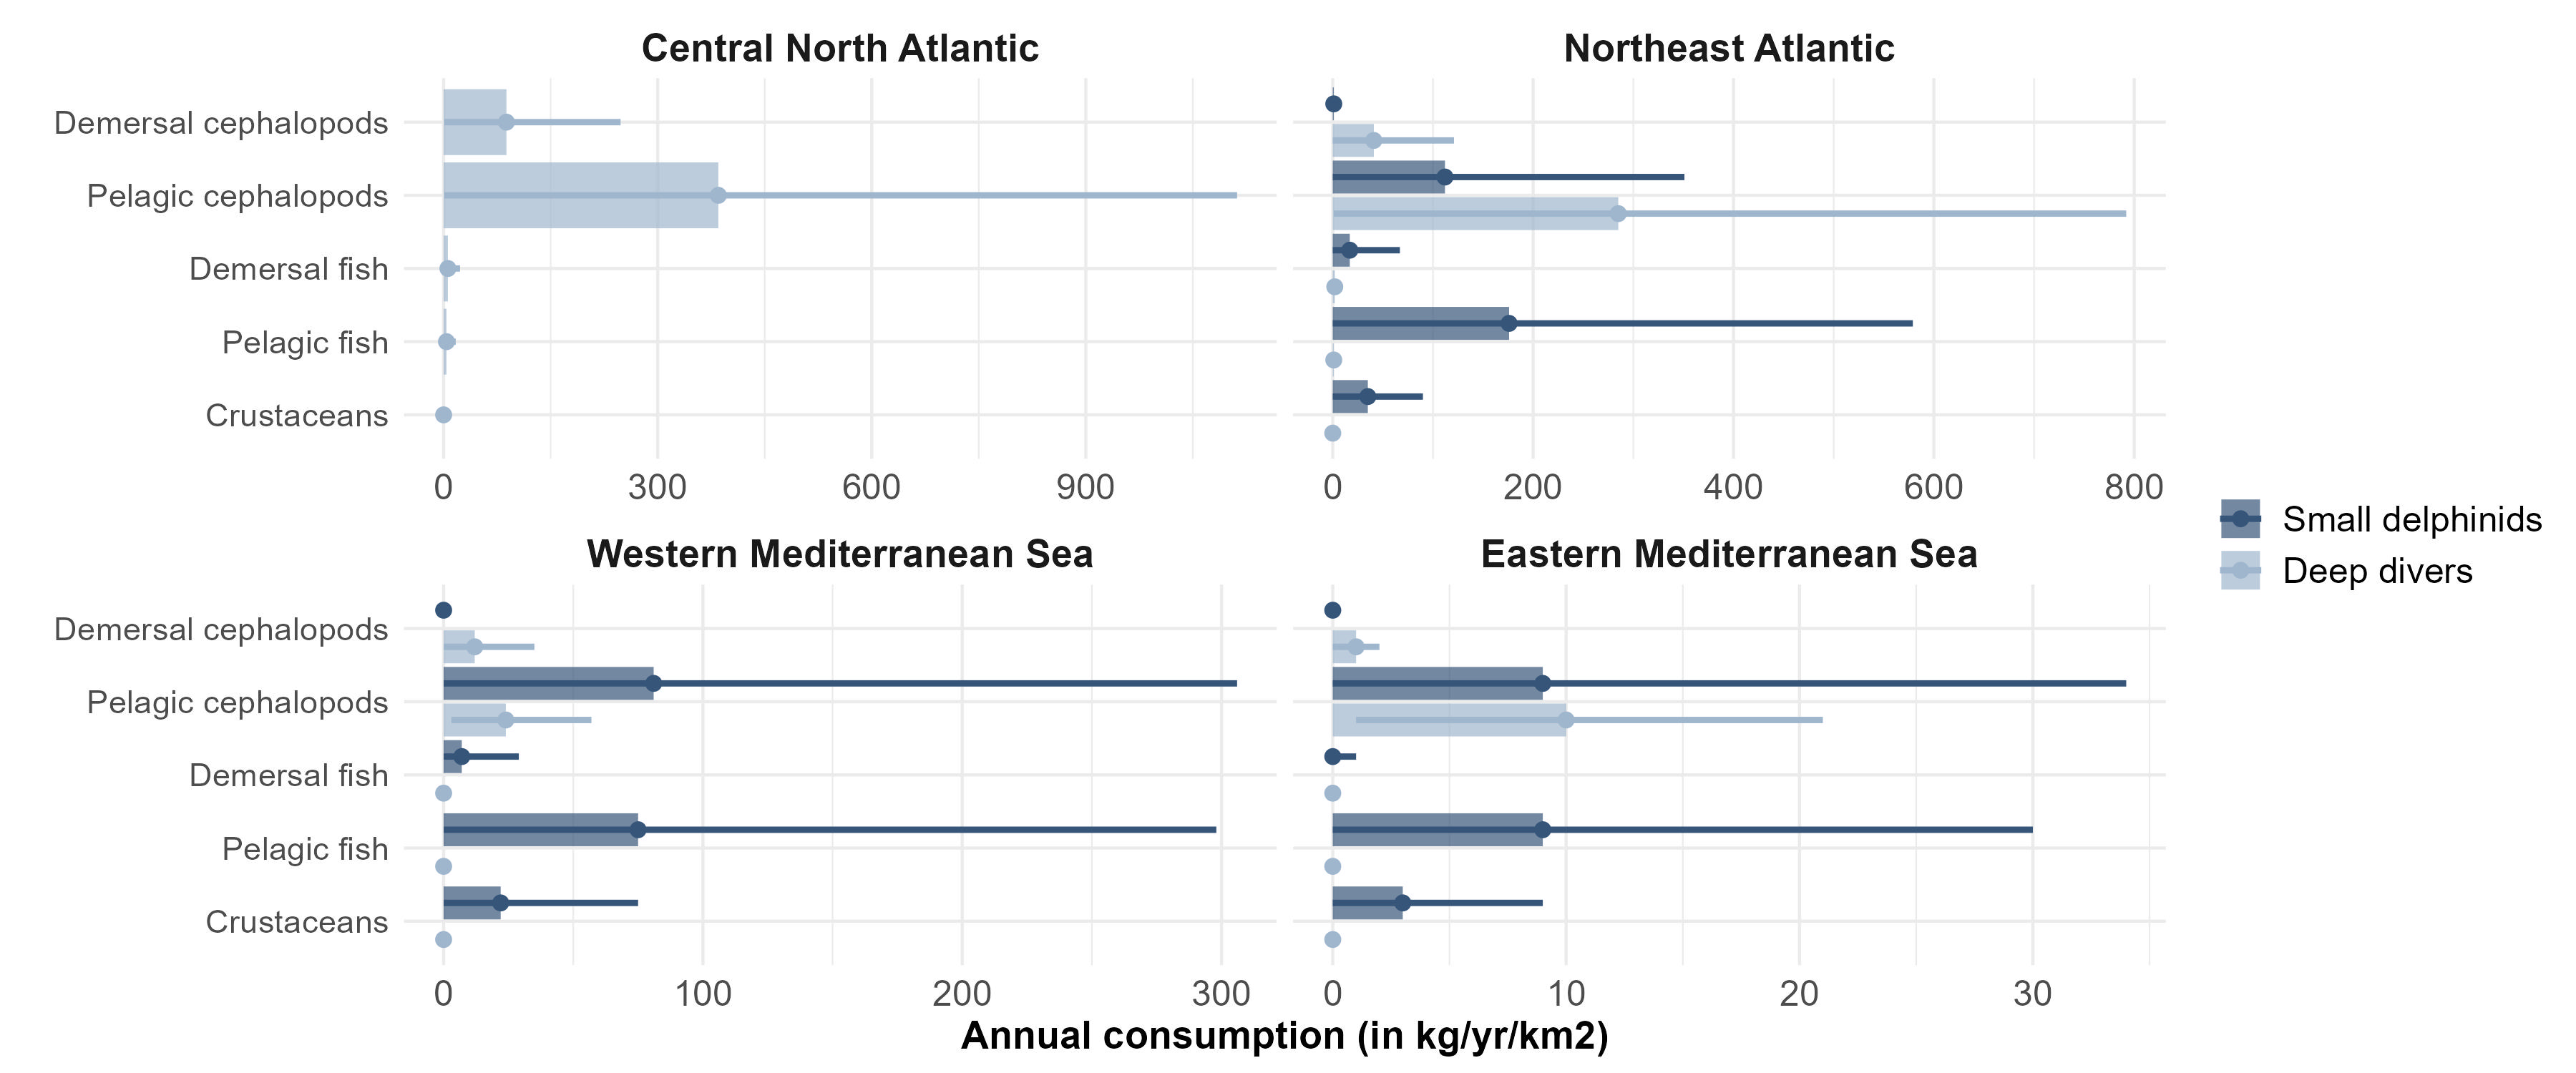 Central North Atlantic
Northeast Atlantic
Demersal cephalopods
Pelagic cephalopods
Demersal fish
Pelagic fish
Crustaceans
0 300 600 900
0 200 400 600 800
Small delphinids
Deep divers
Western Mediterranean Sea
Eastern Mediterranean Sea
Demersal cephalopods
Pelagic cephalopods
Demersal fish
Pelagic fish
Crustaceans
0 100 200 300
0 10 20 30
Annual consumption (in kg/yr/km2)